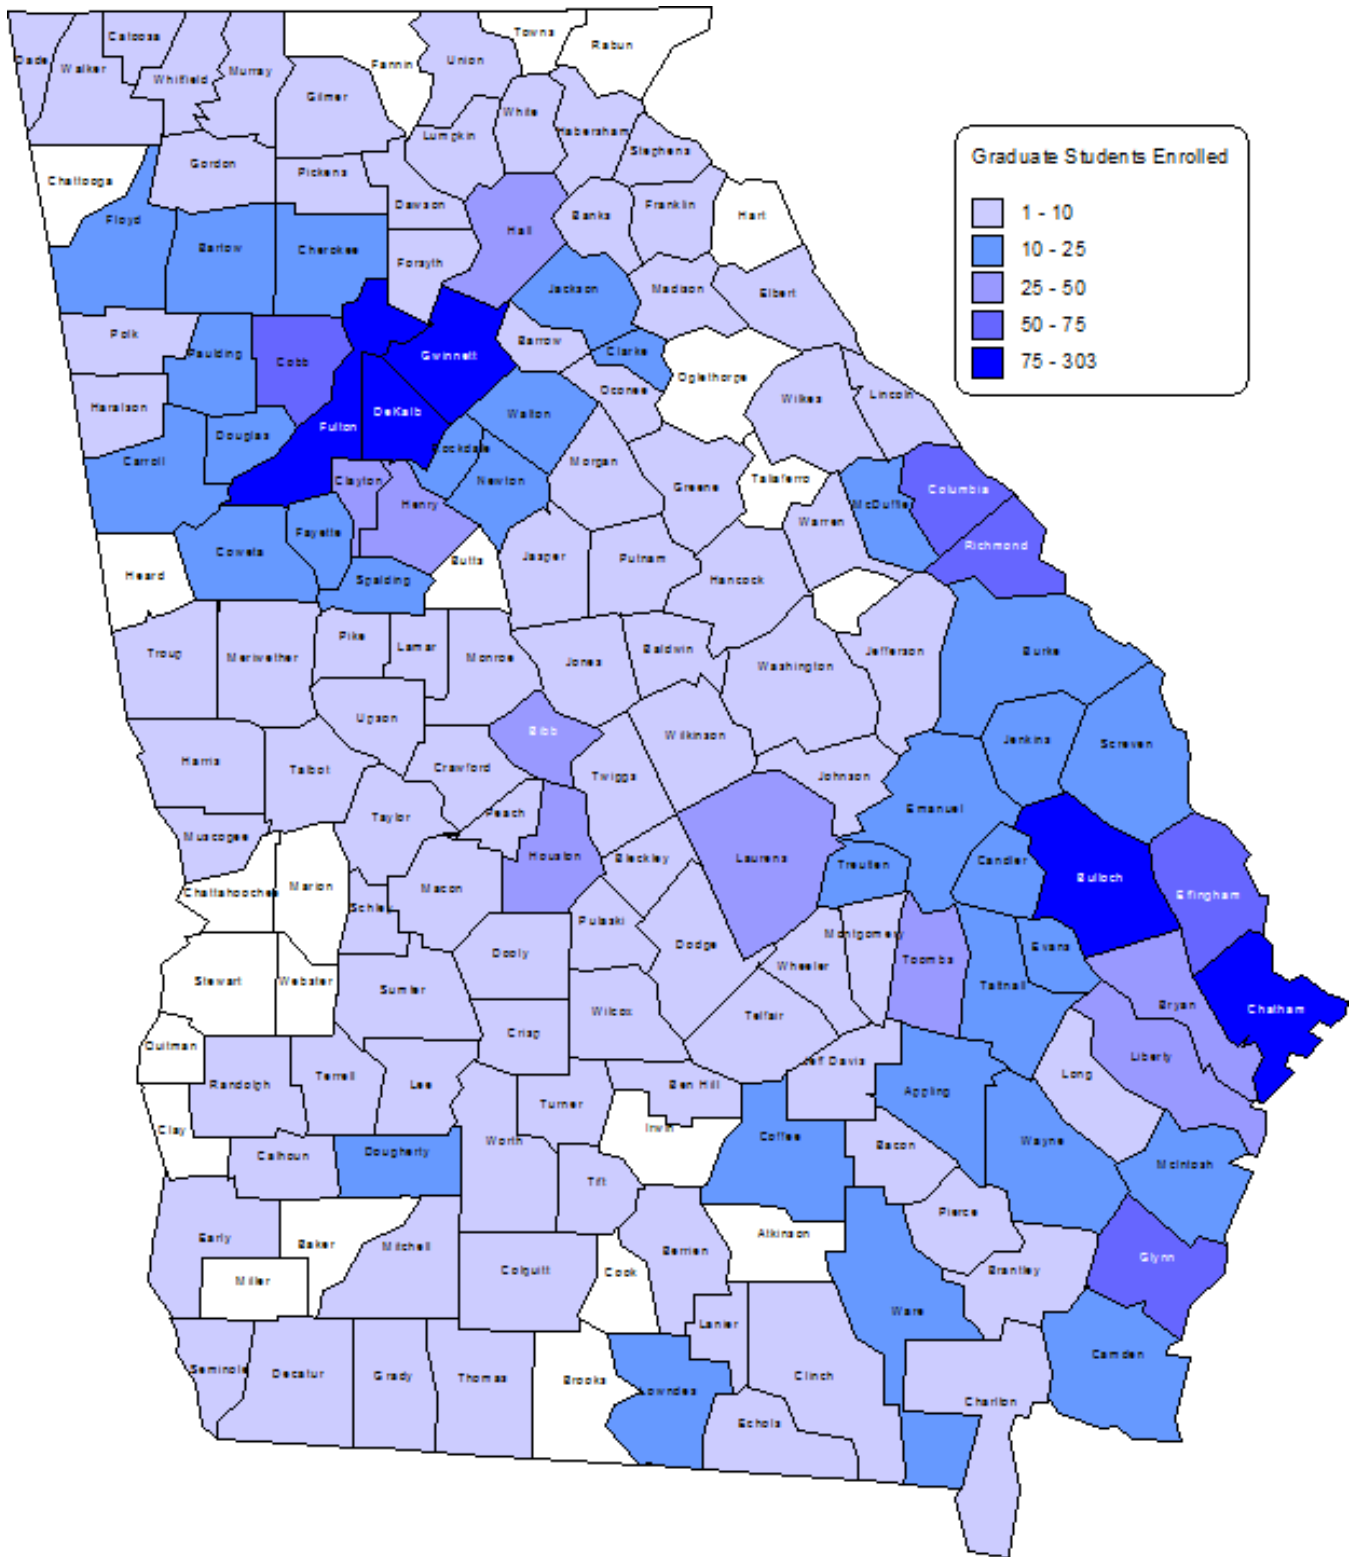 Towns
Rabun
Catoosa
Union
Fannin
Dade
Walker
Whitfield
Murray
Gilmer
White
Lumpkin
Habersham
Stephens
Graduate Students Enrolled
Gordon
Pickens
Chattooga
Dawson
Banks
Franklin
Hart
1 - 10
Floyd
Bartow
Cherokee
Hall
10 - 25
Forsyth
Jackson
Madison
Elbert
25 - 50
50 - 75
Polk
Paulding
Cobb
Gwinnett
Barrow
Clarke
75 - 303
Oglethorpe
Oconee
Wilkes
Lincoln
Haralson
DeKalb
Walton
Fulton
Douglas
Rockdale
Carroll
Morgan
Clayton
Newton
Greene
Taliaferro
Columbia
Henry
McDuffie
Warren
Fayette
Coweta
Richmond
Butts
Jasper
Putnam
Heard
Spalding
Hancock
Troup
Meriwether
Pike
Lamar
Monroe
Jones
Baldwin
Washington
Jefferson
Burke
Upson
Bibb
Wilkinson
Jenkins
Screven
Harris
Talbot
Crawford
Twiggs
Johnson
Taylor
Peach
Emanuel
Muscogee
Houston
Bleckley
Laurens
Treutlen
Candler
Bulloch
Chattahoochee
Marion
Macon
Effingham
Schley
Pulaski
Dooly
Dodge
Montgomery
Toombs
Evans
Stewart
Webster
Sumter
Wheeler
Tattnall
Bryan
Chatham
Crisp
Wilcox
Telfair
Quitman
Randolph
Terrell
Lee
Ben Hill
Jeff Davis
Liberty
Long
Appling
Turner
Clay
Calhoun
Dougherty
Worth
Irwin
Coffee
Bacon
Wayne
McIntosh
Tift
Pierce
Early
Baker
Mitchell
Berrien
Atkinson
Miller
Colquitt
Cook
Brantley
Glynn
Lanier
Ware
Seminole
Decatur
Grady
Thomas
Brooks
Lowndes
Clinch
Camden
Echols
Charlton